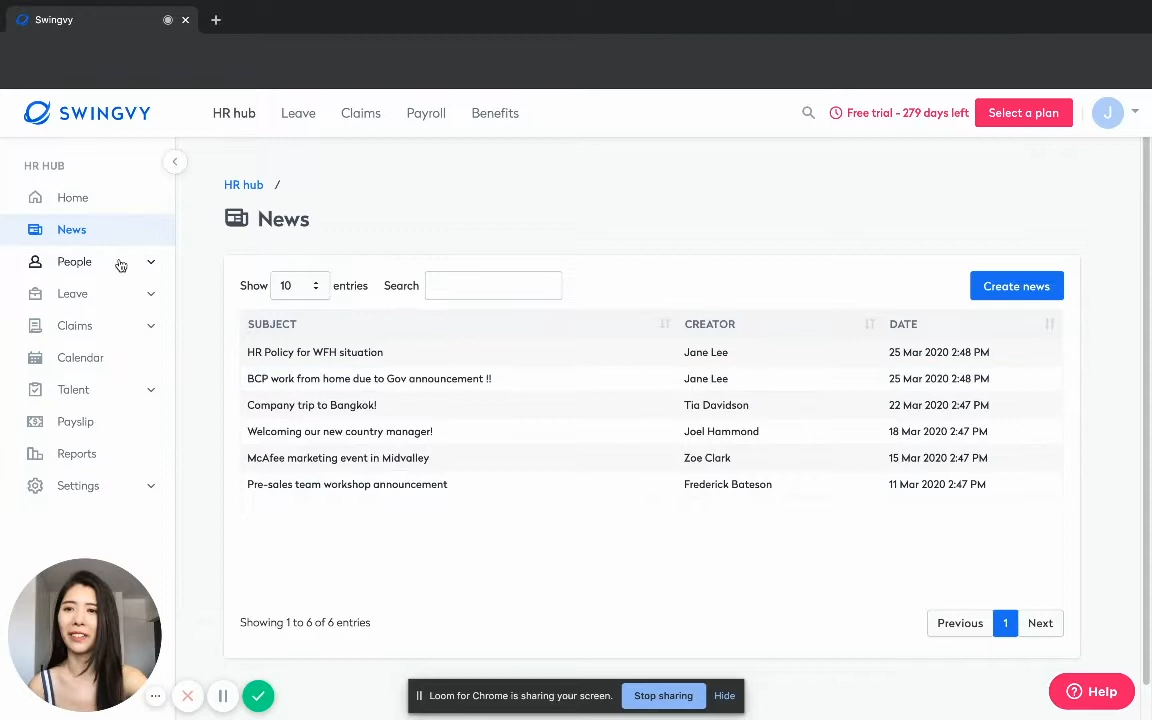 Swingvy
SWINGVY
HR hub
Leave
Claims
Payroll
Benefits
Free trial - 279 days left
Select a plan
J
HR HUB
Home
News
People
Leave
Claims
Calendar
Talent
Payslip
Reports
Settings
HR hub /
News
Show 10 entries Search
Create news
SUBJECT CREATOR DATE
HR Policy for WFH situation Jane Lee 25 Mar 2020 2:48 PM
BCP work from home due to Gov announcement !! Jane Lee 25 Mar 2020 2:48 PM
Company trip to Bangkok! Tia Davidson 22 Mar 2020 2:47 PM
Welcoming our new country manager! Joel Hammond 18 Mar 2020 2:47 PM
McAfee marketing event in Midvalley Zoe Clark 15 Mar 2020 2:47 PM
Pre-sales team workshop announcement Frederick Bateson 11 Mar 2020 2:47 PM
Showing 1 to 6 of 6 entries
Previous 1 Next
Loom for Chrome is sharing your screen. Stop sharing Hide
Help